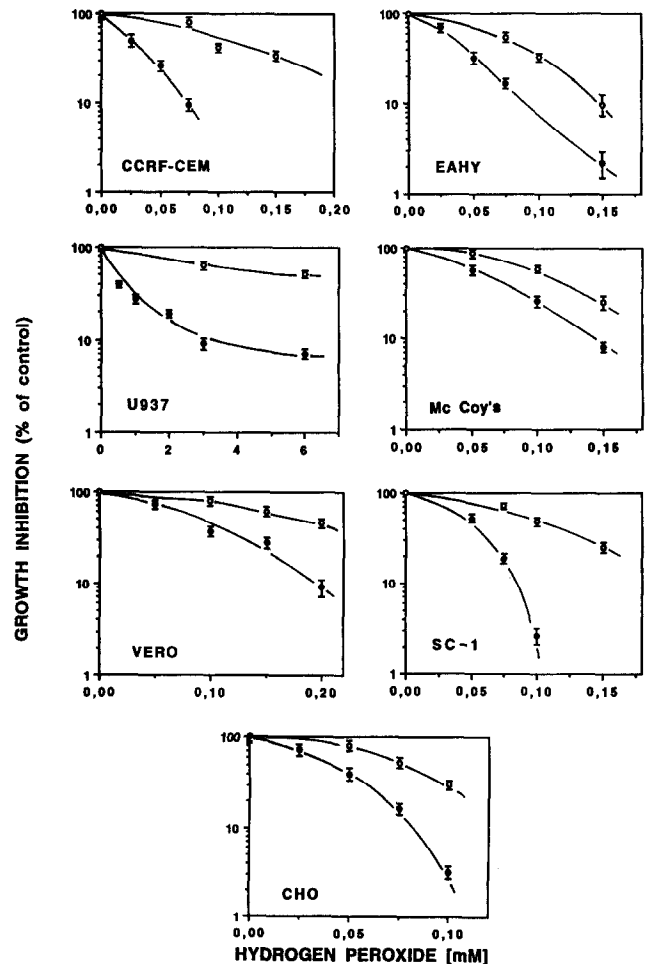 100
10
1
CCRF-CEM
0,00 0,05 0,10 0,15 0,20
100
10
1
EAHY
0,00 0,05 0,10 0,15
100
10
1
U937
0 2 4 6
100
10
1
Mc Coy's
0,00 0,05 0,10 0,15
100
10
1
VERO
0,00 0,10 0,20
100
10
1
SC-1
0,00 0,05 0,10 0,15
100
10
1
CHO
0,00 0,05 0,10
HYDROGEN PEROXIDE [mM]
GROWTH INHIBITION (% of control)